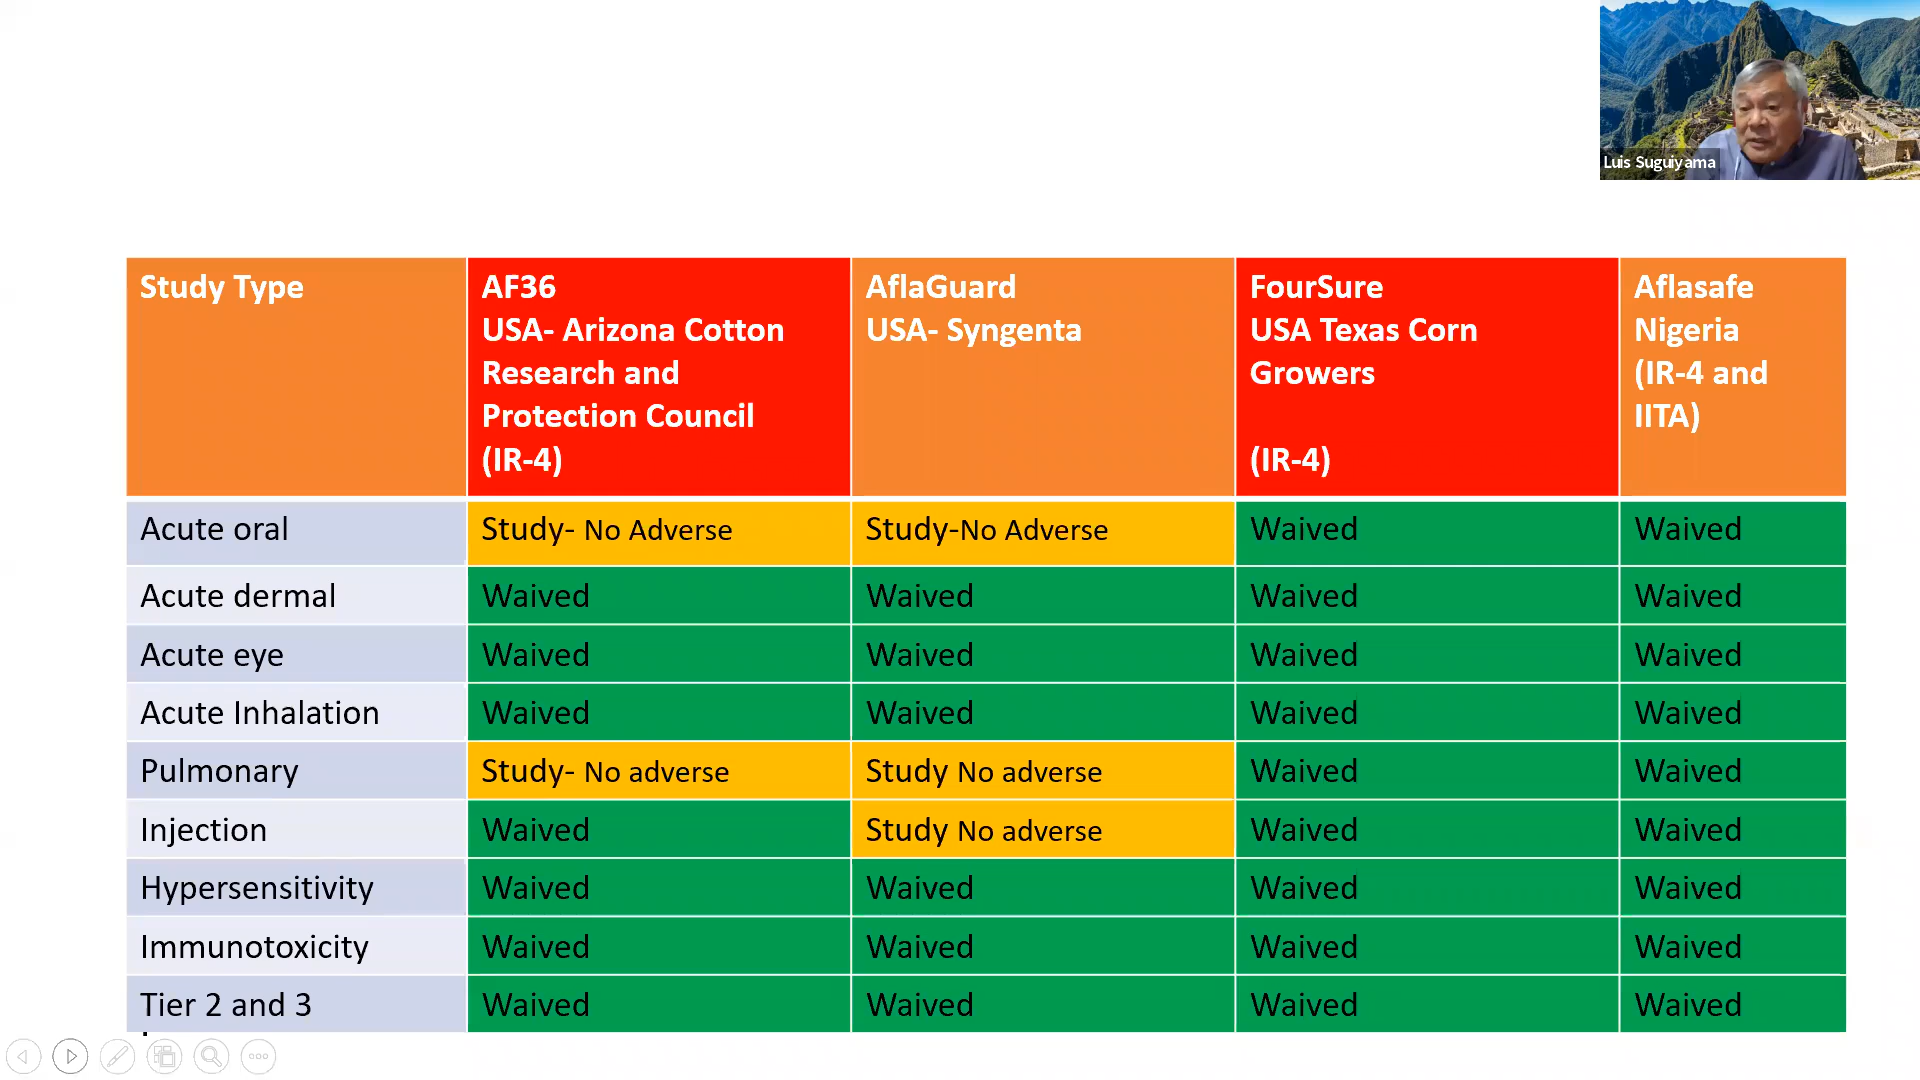 Luis Suguiyama
Study Type
AF36
USA- Arizona Cotton
Research and
Protection Council
(IR-4)
AflaGuard
USA- Syngenta
FourSure
USA Texas Corn
Growers
(IR-4)
Aflasafe
Nigeria
(IR-4 and
IITA)
Acute oral
Study- No Adverse
Study-No Adverse
Waived
Waived
Acute dermal
Waived
Waived
Waived
Waived
Acute eye
Waived
Waived
Waived
Waived
Acute Inhalation
Waived
Waived
Waived
Waived
Pulmonary
Study- No adverse
Study No adverse
Waived
Waived
Injection
Waived
Study No adverse
Waived
Waived
Hypersensitivity
Waived
Waived
Waived
Waived
Immunotoxicity
Waived
Waived
Waived
Waived
Tier 2 and 3
Waived
Waived
Waived
Waived